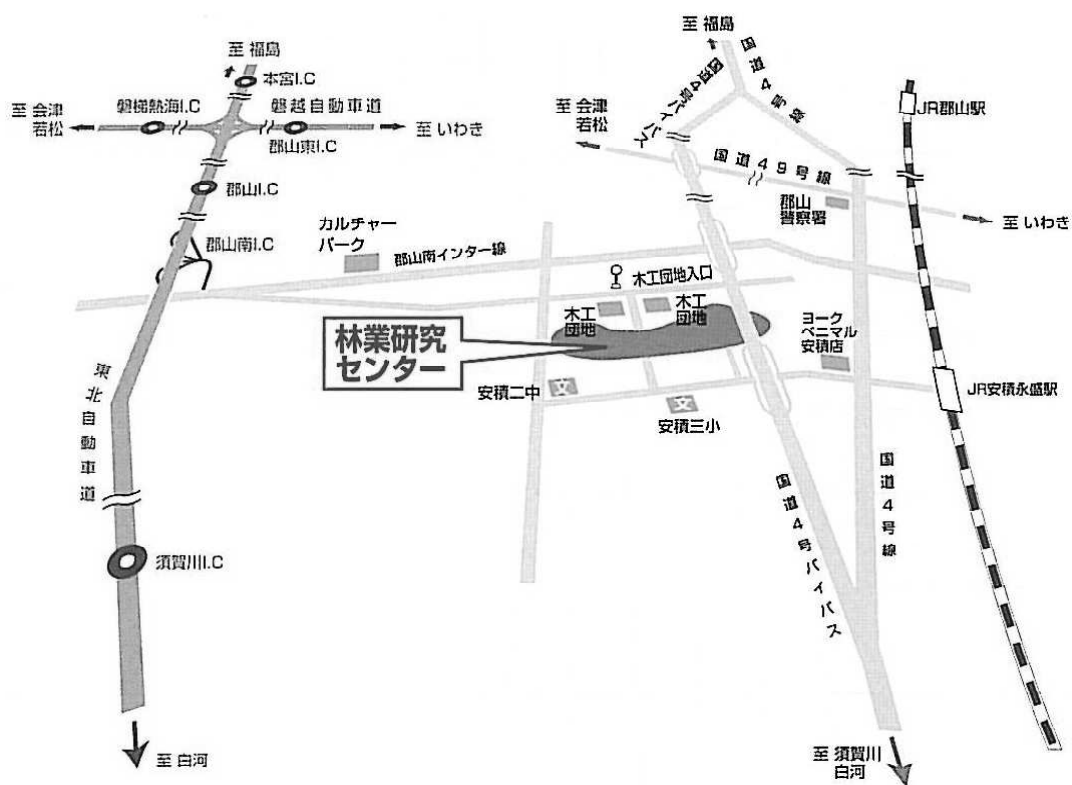 至 福島
本宮I.C
至 会津
若松
磐梯熱海I.C
磐越自動車道
至 いわき
郡山東I.C
郡山I.C
郡山南I.C
カルチャー
パーク
郡山南インター線
東北自動車道
須賀川I.C
至 白河
至 福島
国道4号バイパス
国道4号線
至 会津
若松
国道49号線
JR郡山駅
郡山
警察署
至 いわき
木工団地入口
木工
団地
木工
団地
林業研究
センター
ヨーク
ベニマル
安積店
安積二中
文
文
安積三小
JR安積永盛駅
国道4号バイパス
国道4号線
至 須賀川
白河